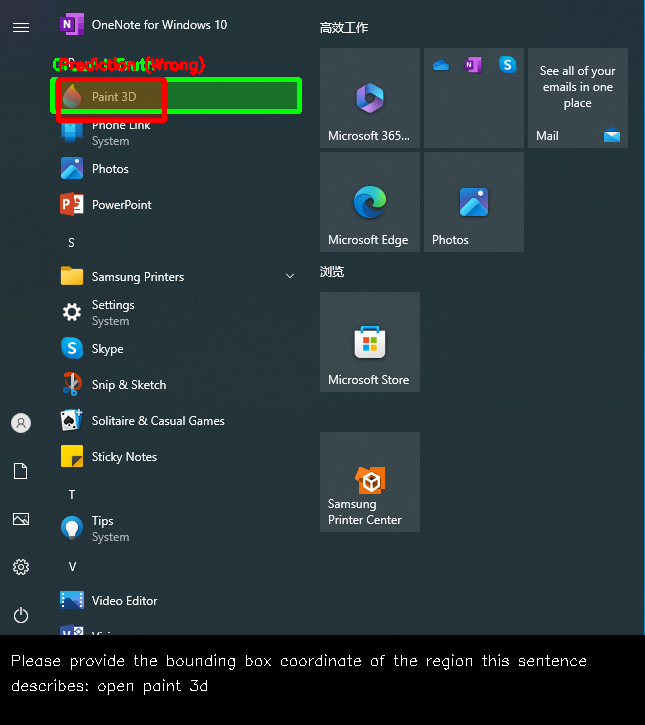 OneNote for Windows 10
Prediction (Wrong)
Paint 3D
Phone Link
System
Photos
PowerPoint
S
Samsung Printers
Settings
System
Skype
Snip & Sketch
Solitaire & Casual Games
Sticky Notes
T
Tips
System
V
Video Editor
高效工作
Microsoft 365...
See all of your
emails in one
place
Mail
Microsoft Edge
Photos
浏览
Microsoft Store
Samsung
Printer Center
Please provide the bounding box coordinate of the region this sentence
describes: open paint 3d